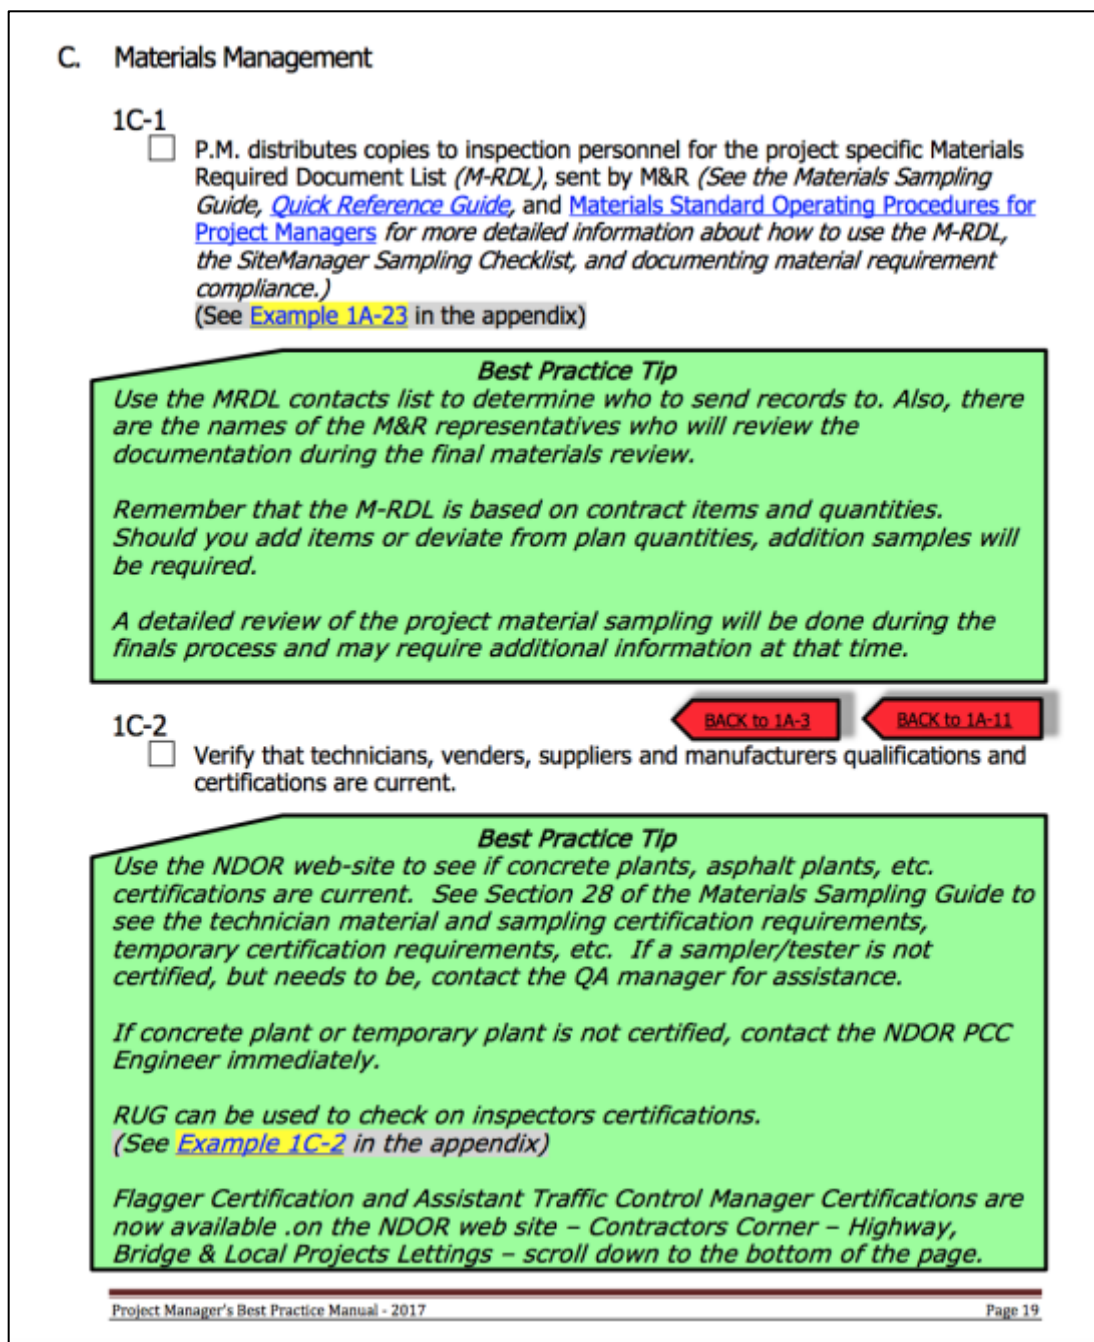 C. Materials Management
1C-1
P.M. distributes copies to inspection personnel for the project specific Materials
Required Document List (M-RDL), sent by M&R (See the Materials Sampling
Guide, Quick Reference Guide, and Materials Standard Operating Procedures for
Project Managers for more detailed information about how to use the M-RDL,
the SiteManager Sampling Checklist, and documenting material requirement
compliance.)
(See Example 1A-23 in the appendix)
Best Practice Tip
Use the MRDL contacts list to determine who to send records to. Also, there
are the names of the M&R representatives who will review the
documentation during the final materials review.
Remember that the M-RDL is based on contract items and quantities.
Should you add items or deviate from plan quantities, addition samples will
be required.
A detailed review of the project material sampling will be done during the
finals process and may require additional information at that time.
BACK to 1A-3
BACK to 1A-11
1C-2
Verify that technicians, venders, suppliers and manufacturers qualifications and
certifications are current.
Best Practice Tip
Use the NDOR web-site to see if concrete plants, asphalt plants, etc.
certifications are current. See Section 28 of the Materials Sampling Guide to
see the technician material and sampling certification requirements,
temporary certification requirements, etc. If a sampler/tester is not
certified, but needs to be, contact the QA manager for assistance.
If concrete plant or temporary plant is not certified, contact the NDOR PCC
Engineer immediately.
RUG can be used to check on inspectors certifications.
(See Example 1C-2 in the appendix)
Flagger Certification and Assistant Traffic Control Manager Certifications are
now available .on the NDOR web site – Contractors Corner – Highway,
Bridge & Local Projects Lettings – scroll down to the bottom of the page.
Project Manager's Best Practice Manual - 2017
Page 19